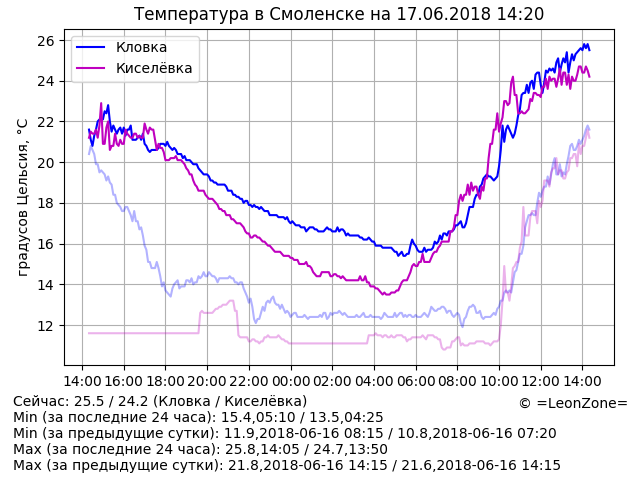 Температура в Смоленске на 17.06.2018 14:20
градусов Цельсия, °C
26
24
22
20
18
16
14
12
Кловка
Киселёвка
14:00 16:00 18:00 20:00 22:00 00:00 02:00 04:00 06:00 08:00 10:00 12:00 14:00
Сейчас: 25.5 / 24.2 (Кловка / Киселёвка)
© =LeonZone=
Min (за последние 24 часа): 15.4,05:10 / 13.5,04:25
Min (за предыдущие сутки): 11.9,2018-06-16 08:15 / 10.8,2018-06-16 07:20
Max (за последние 24 часа): 25.8,14:05 / 24.7,13:50
Max (за предыдущие сутки): 21.8,2018-06-16 14:15 / 21.6,2018-06-16 14:15